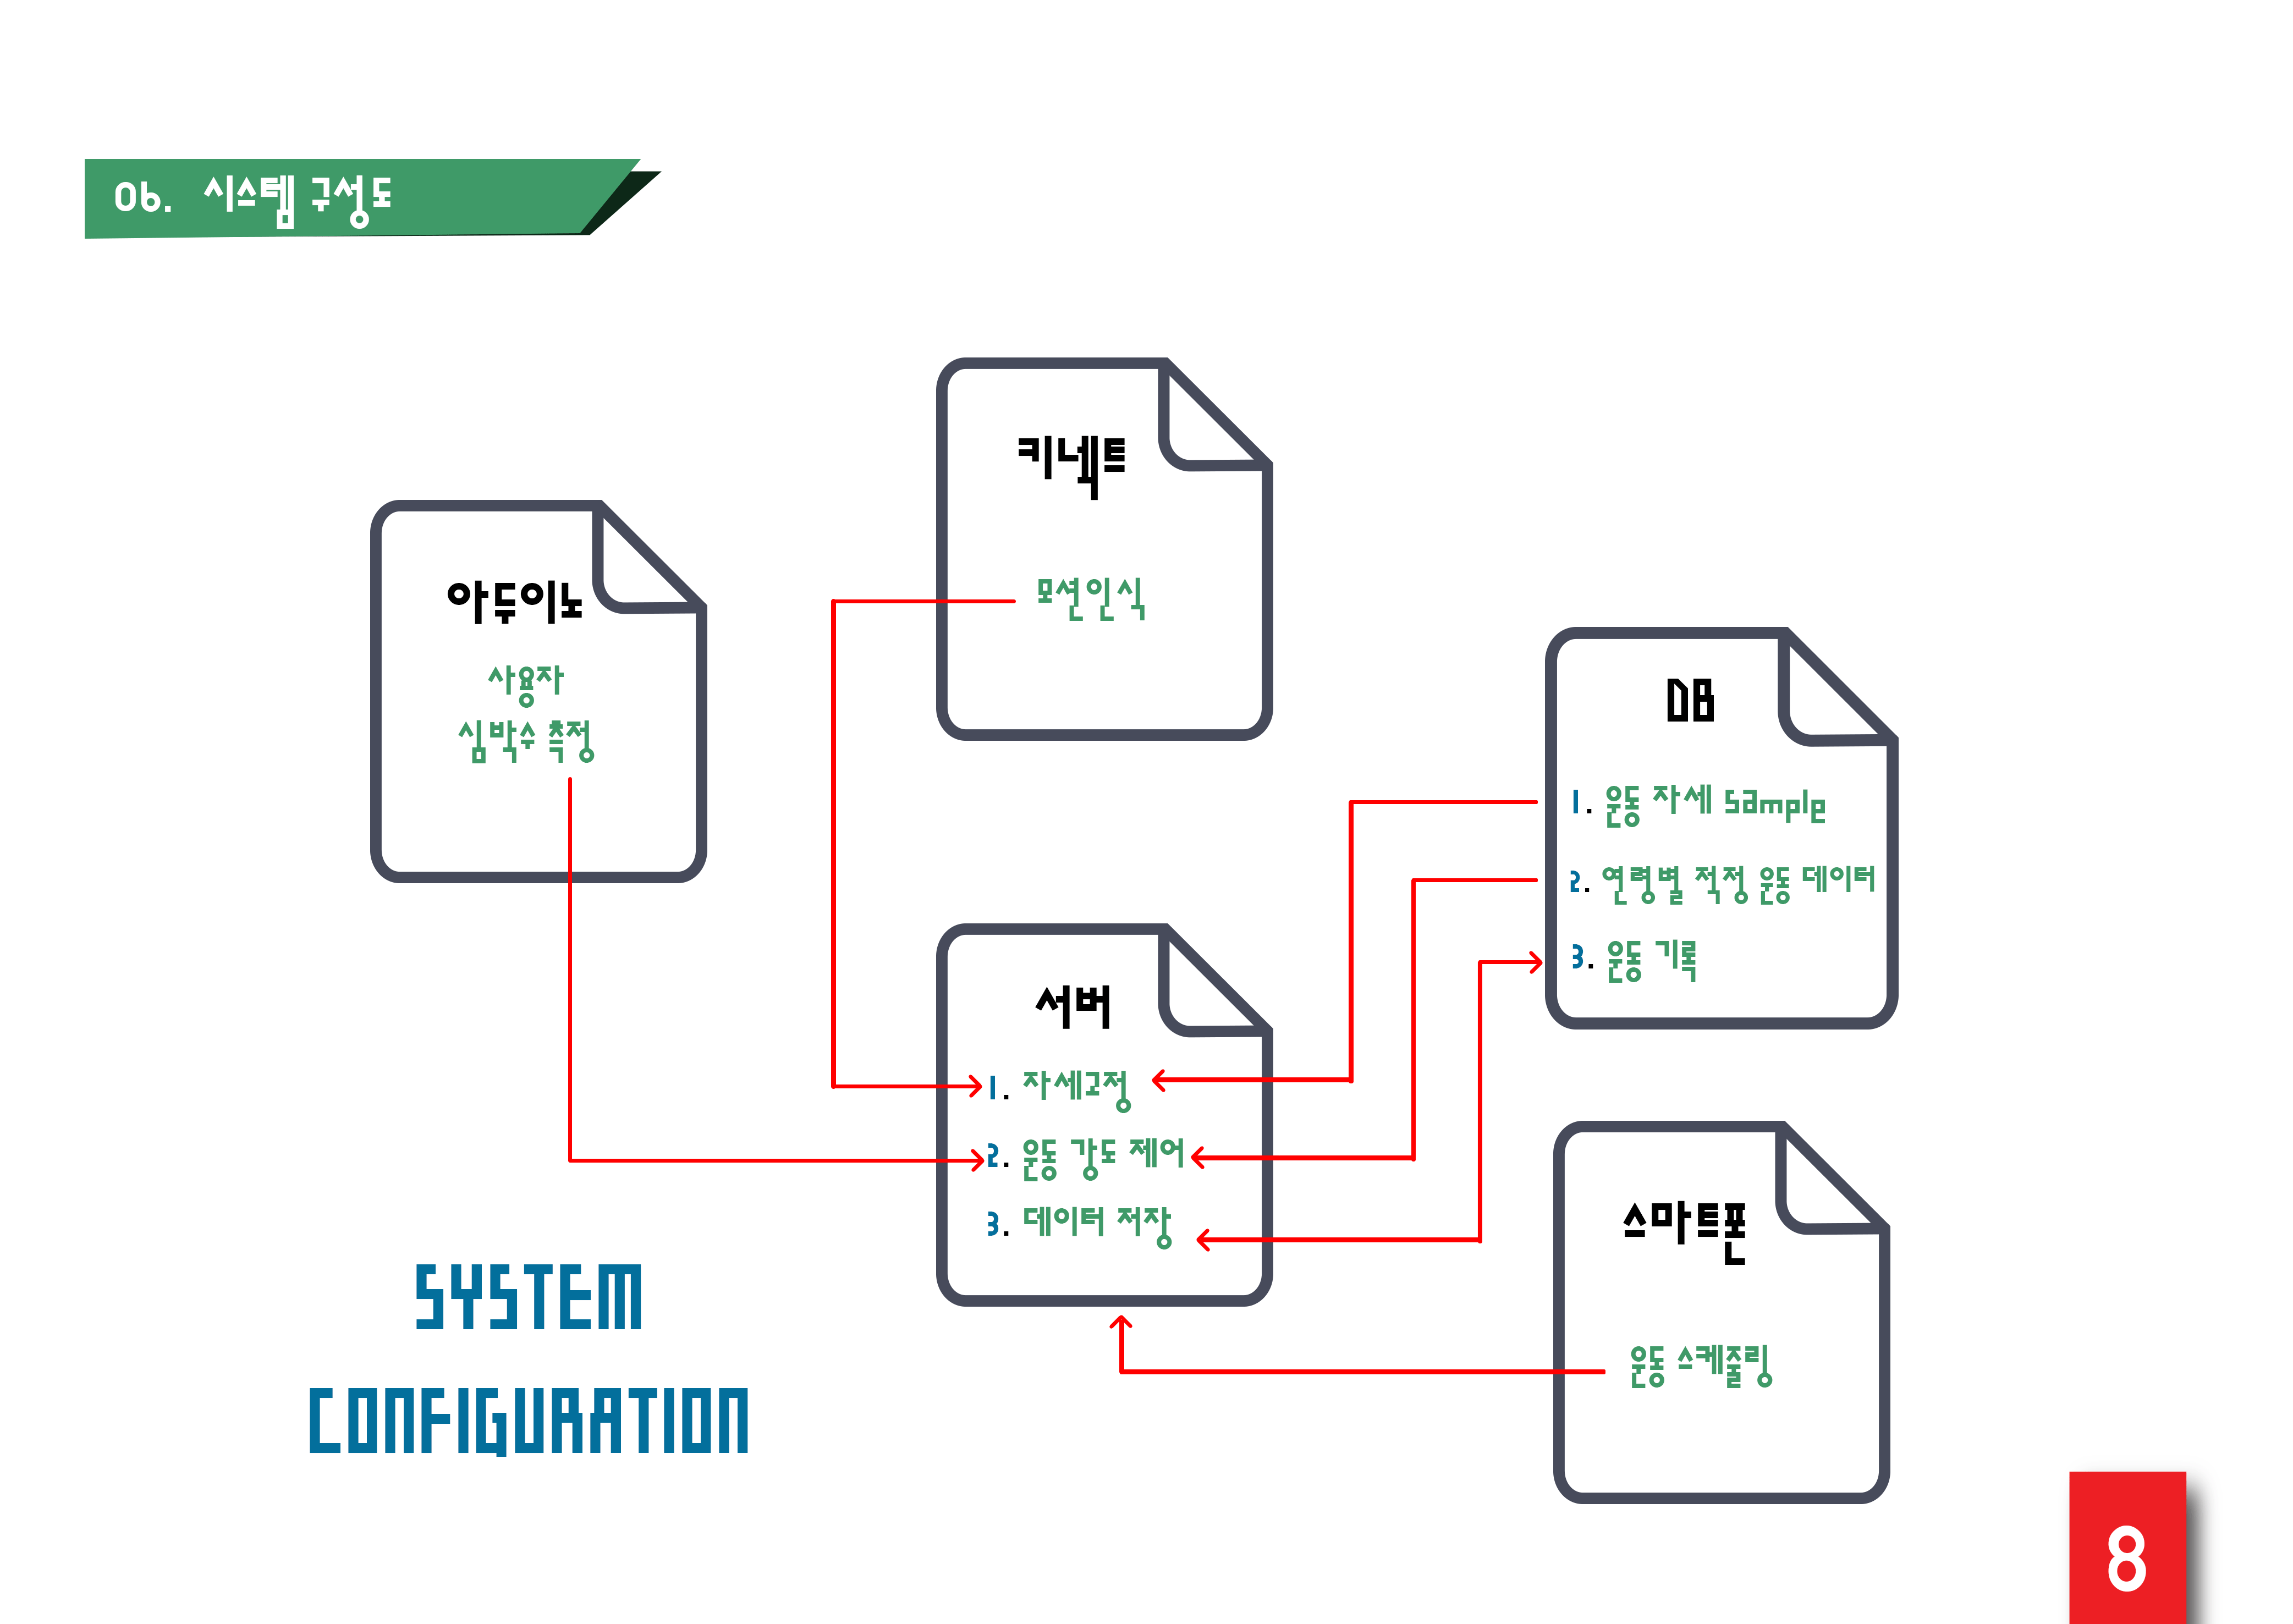 06. 시스템 구성도
키넥트
모션인식
아두이노
사용자
심박수 측정
DB
1. 운동 자세 Sample
2. 연령별 적정 운동 데이터
3. 운동 기록
서버
1. 자세교정
2. 운동 강도 제어
3. 데이터 저장
스마트폰
운동 스케줄링
SYSTEM
CONFIGURATION
8